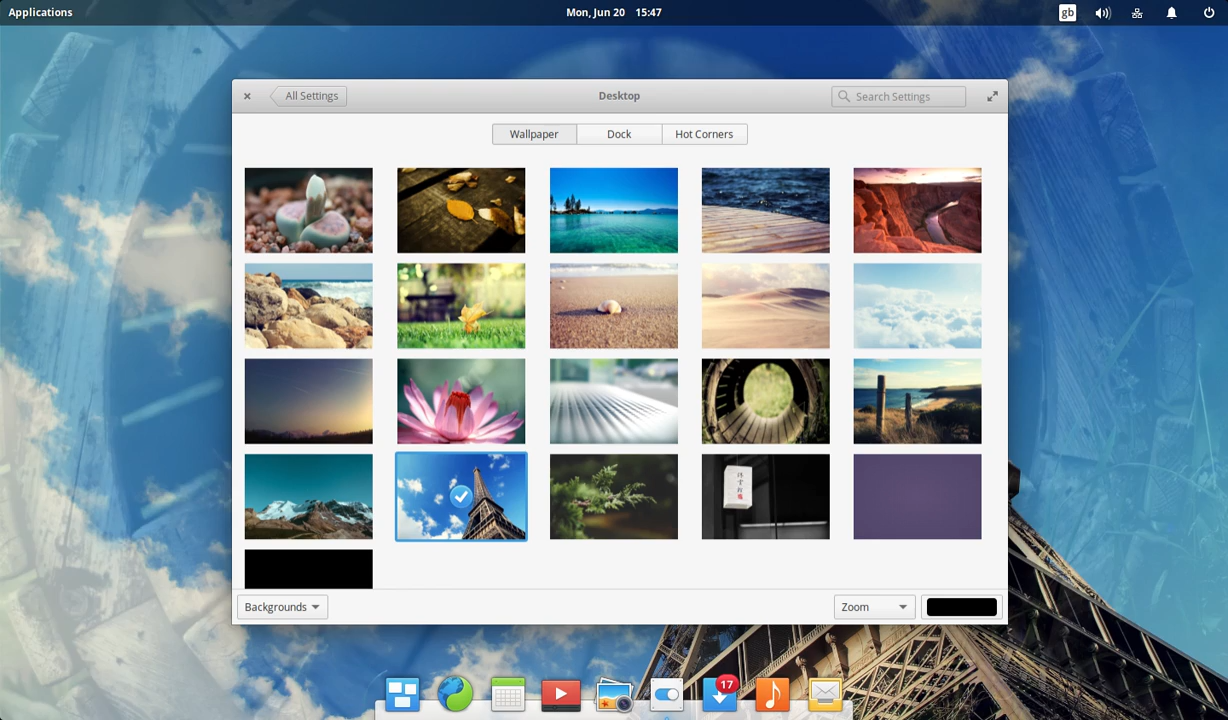 Applications
Mon, Jun 20 15:47
gb
All Settings
Desktop
Search Settings
Wallpaper
Dock
Hot Corners
Backgrounds
Zoom
17